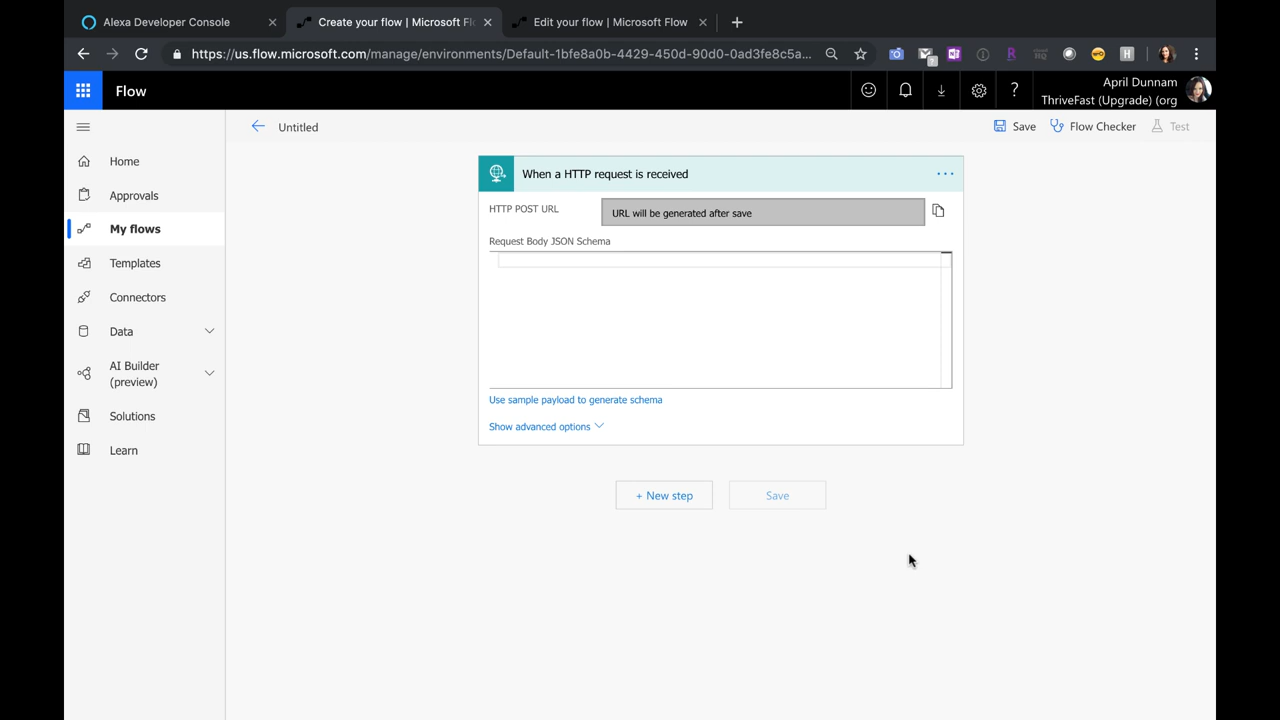 Alexa Developer Console
Create your flow | Microsoft Flo
Edit your flow | Microsoft Flow
https://us.flow.microsoft.com/manage/environments/Default-1bfe8a0b-4429-450d-90d0-0ad3fe8c5a...
Flow
April Dunnam
ThriveFast (Upgrade) (org
Untitled
Save
Flow Checker
Test
Home
Approvals
My flows
Templates
Connectors
Data
AI Builder
(preview)
Solutions
Learn
When a HTTP request is received
HTTP POST URL
URL will be generated after save
Request Body JSON Schema
Use sample payload to generate schema
Show advanced options
+ New step
Save